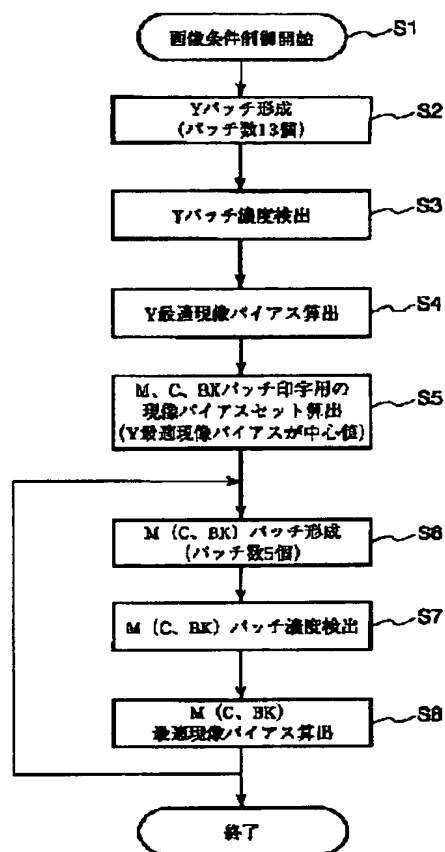 画像条件制御開始 S1
Yパッチ形成 S2
(パッチ数13個)
Yパッチ濃度検出 S3
Y最適現像バイアス算出 S4
M、C、BKパッチ印字用の S5
現像バイアスセット算出
(Y最適現像バイアスが中心値)
M(C、BK)パッチ形成 S6
(パッチ数5個)
M(C、BK)パッチ濃度検出 S7
M(C、BK) S8
最適現像バイアス算出
終了